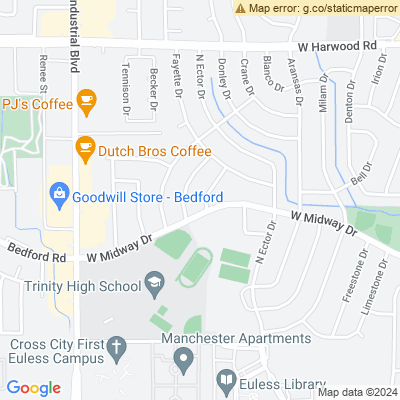 Map error: g.co/staticmaperror
Industrial Blvd
Renee St
Tennison Dr
Becker Dr
Fayette Dr
N Ector Dr
Donley Dr
Crane Dr
Blanco Dr
Aransas Dr
W Harwood Rd
Milam Dr
Denton Dr
Irion Dr
PJ's Coffee
Dutch Bros Coffee
Bell Dr
Goodwill Store - Bedford
W Midway Dr
Bedford Rd
W Midway Dr
N Ector Dr
Freestone Dr
Limestone Dr
Trinity High School
Cross City First
Euless Campus
Manchester Apartments
Euless Library
Google
Map data ©2024